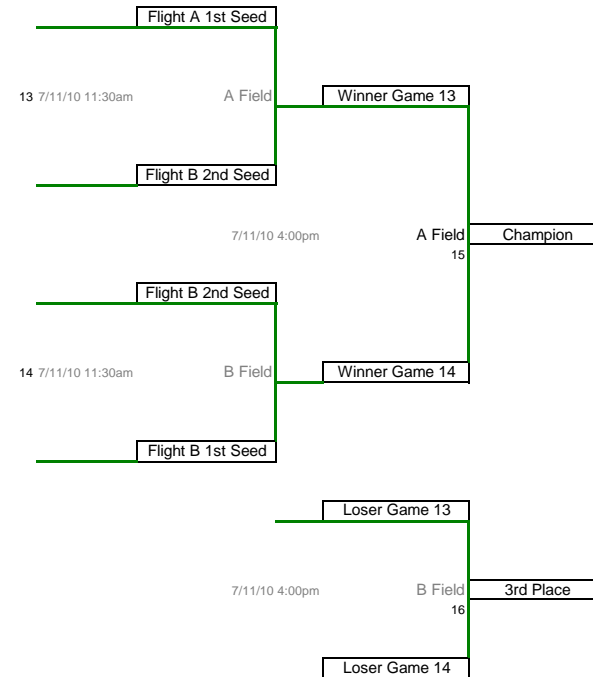 Flight A 1st Seed
13 7/11/10 11:30am A Field Winner Game 13
Flight B 2nd Seed
7/11/10 4:00pm A Field Champion
15
Flight B 2nd Seed
14 7/11/10 11:30am B Field Winner Game 14
Flight B 1st Seed
Loser Game 13
7/11/10 4:00pm B Field 3rd Place
16
Loser Game 14